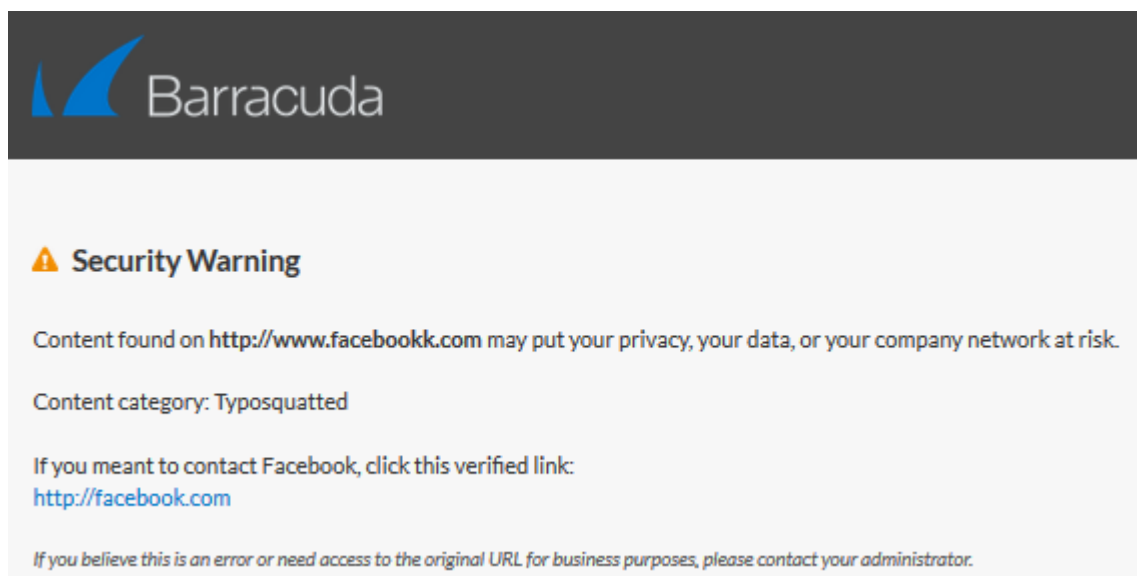 Barracuda
Security Warning
Content found on http://www.facebookk.com may put your privacy, your data, or your company network at risk.
Content category: Typosquatted
If you meant to contact Facebook, click this verified link:
http://facebook.com
If you believe this is an error or need access to the original URL for business purposes, please contact your administrator.